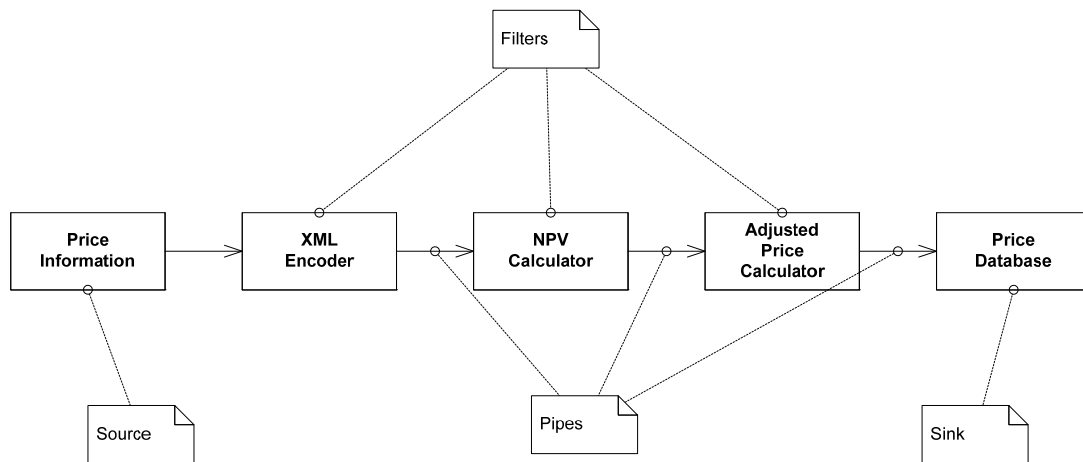 Filters
Price
Information
XML
Encoder
NPV
Calculator
Adjusted
Price
Calculator
Price
Database
Source
Pipes
Sink